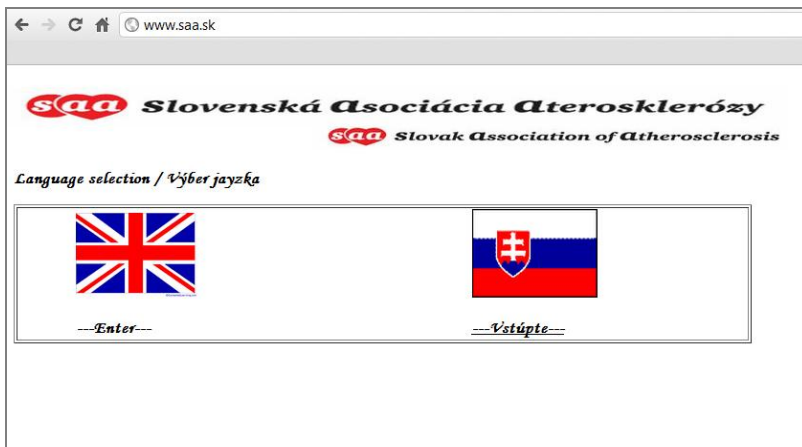 www.saa.sk
saa Slovenská asociácia aterosklerózy
saa Slovak association of atherosclerosis
Language selection / Výber jayzka
---Enter---
---Vstúpte---